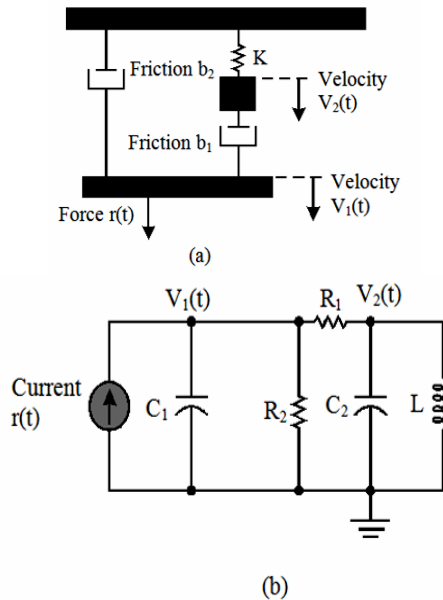 K
Friction b₂
Velocity
V₂(t)
Friction b₁
Velocity
V₁(t)
Force r(t)
(a)
V₁(t)
R₁
V₂(t)
Current
r(t)
C₁
R₂
C₂
L
(b)